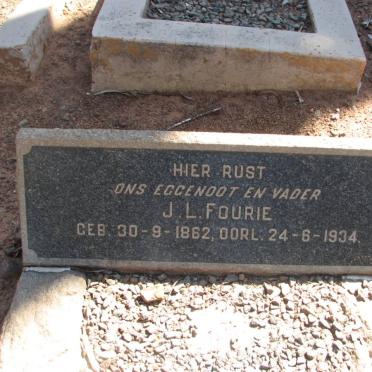 HIER RUST
ONS EGGENOOT EN VADER
J.L. FOURIE
GEB. 30-9-1862, OORL. 24-6-1934.